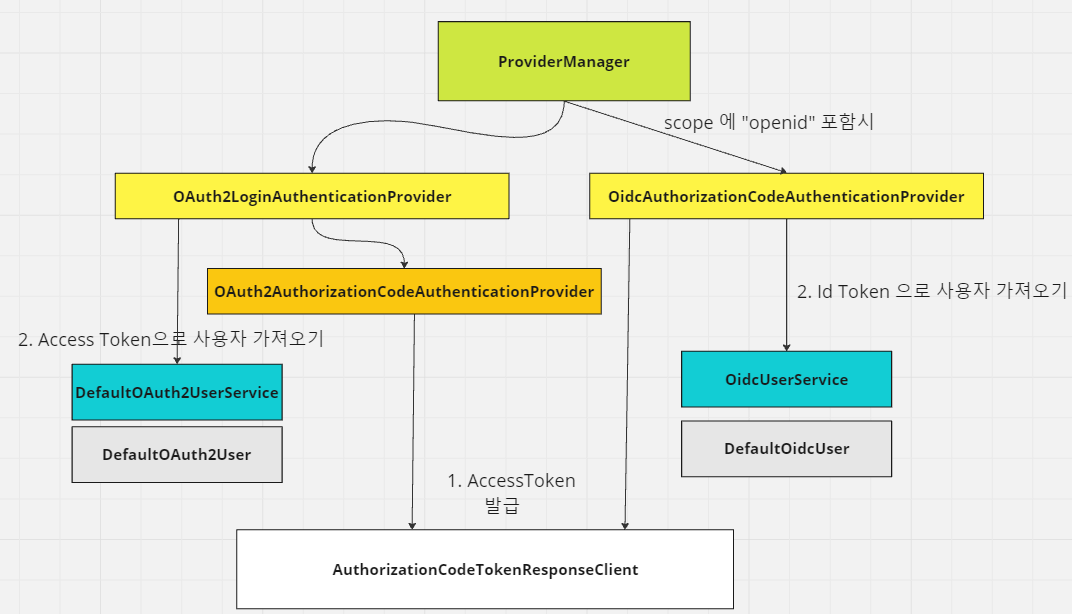 ProviderManager
scope 에 "openid" 포함시
OAuth2LoginAuthenticationProvider
OidcAuthorizationCodeAuthenticationProvider
OAuth2AuthorizationCodeAuthenticationProvider
2. Id Token 으로 사용자 가져오기
2. Access Token으로 사용자 가져오기
DefaultOAuth2UserService
OidcUserService
DefaultOAuth2User
DefaultOidcUser
1. AccessToken
발급
AuthorizationCodeTokenResponseClient